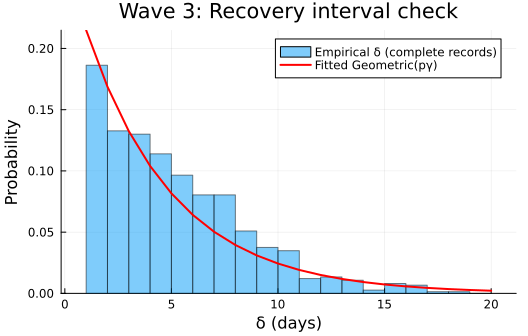 Wave 3: Recovery interval check
Empirical δ (complete records)
Fitted Geometric(pγ)
Probability
0.20
0.15
0.10
0.05
0.00
0 5 10 15 20
δ (days)